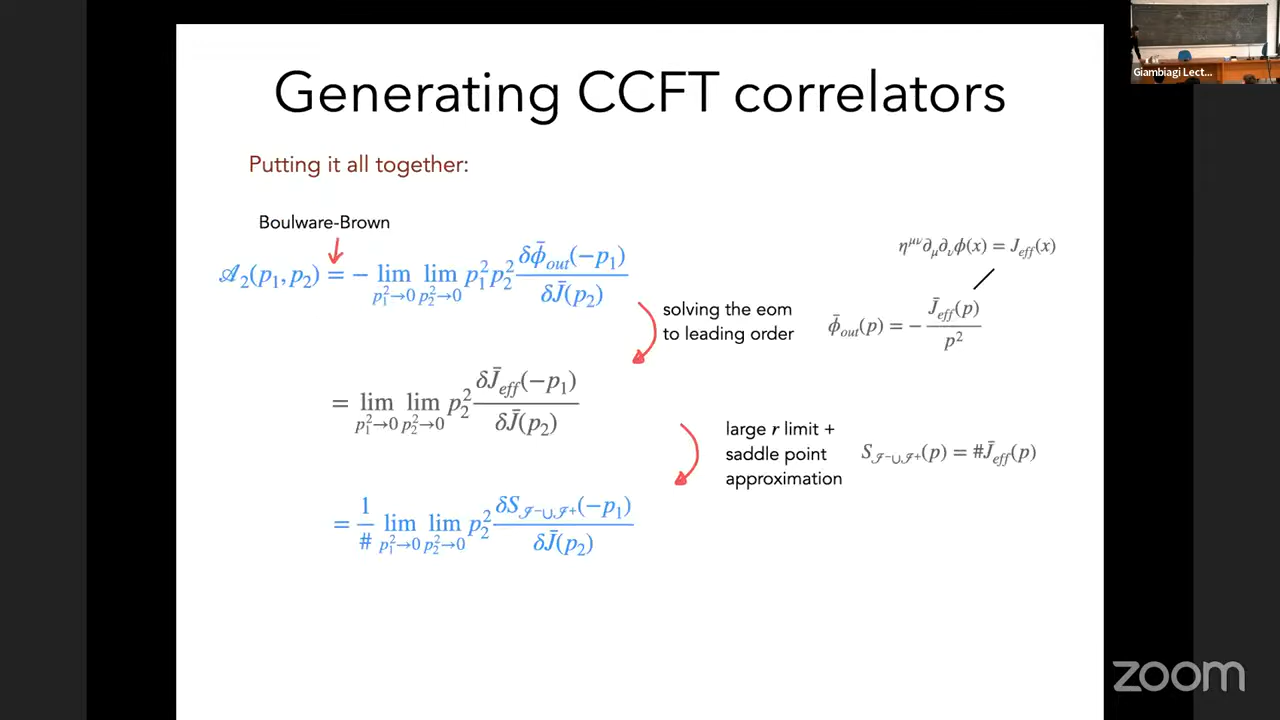 Generating CCFT correlators
Putting it all together:
Boulware-Brown
𝒜₂(p₁, p₂) = − lim_{p₁²→0} lim_{p₂²→0} p₁² p₂² δϕ̄_out(−p₁) / δJ̄(p₂)
η^{μν}∂_μ∂_νϕ(x) = J_eff(x)
solving the eom
to leading order
ϕ̄_out(p) = − J̄_eff(p) / p²
= lim_{p₁²→0} lim_{p₂²→0} p₂² δJ̄_eff(−p₁) / δJ̄(p₂)
large r limit +
saddle point
approximation
S_{ℐ⁻∪ℐ⁺}(p) = #J̄_eff(p)
= 1/# lim_{p₁²→0} lim_{p₂²→0} p₂² δS_{ℐ⁻∪ℐ⁺}(−p₁) / δJ̄(p₂)
Giambiagi Lect...
zoom